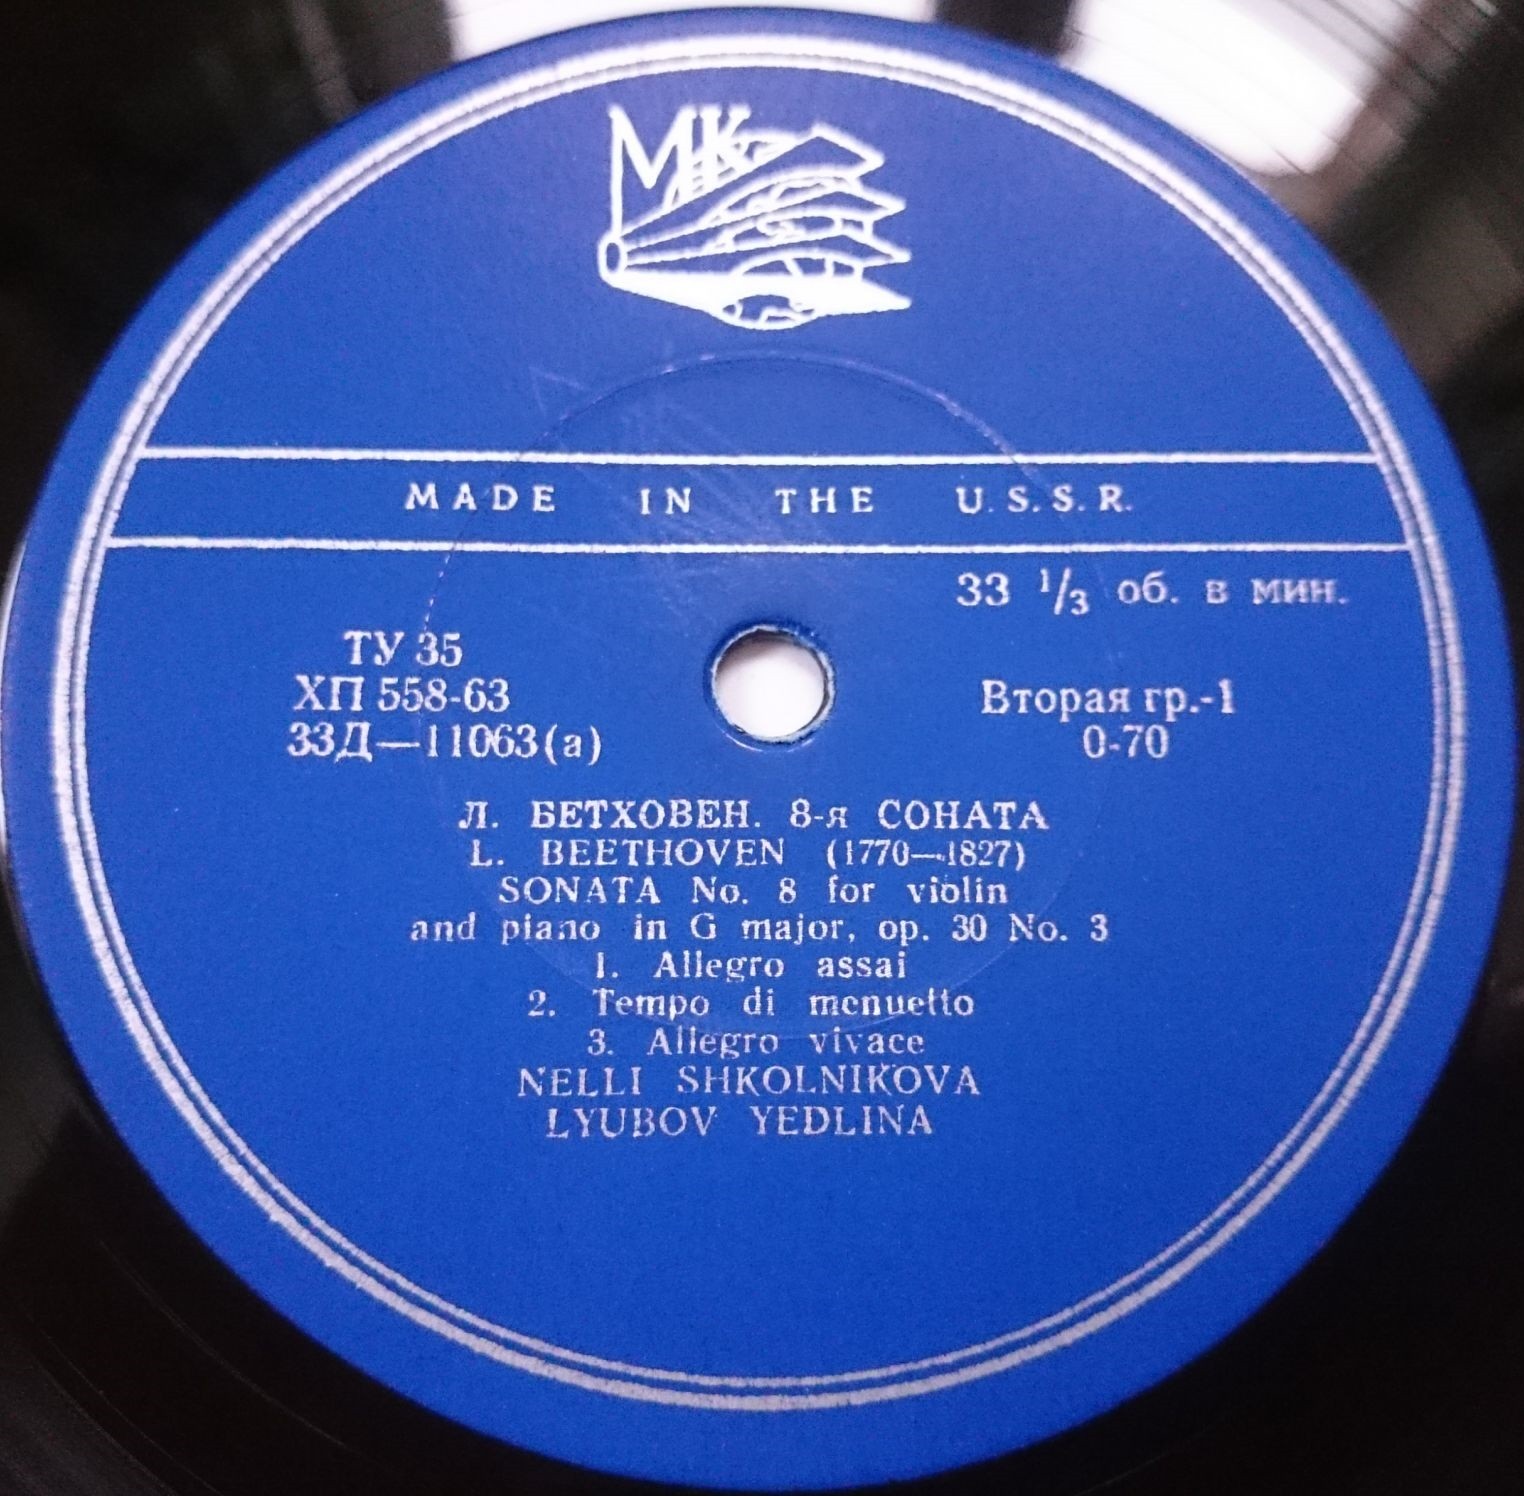 МК
MADE IN THE U.S.S.R.
33 1/3 об. в мин.
ТУ 35
ХП 558-63
33Д—11063(а)
Вторая гр.-1
0-70
Л. БЕТХОВЕН. 8-я СОНАТА
L. BEETHOVEN (1770—1827)
SONATA No. 8 for violin
and piano in G major, op. 30 No. 3
1. Allegro assai
2. Tempo di menuetto
3. Allegro vivace
NELLI SHKOLNIKOVA
LYUBOV YEDLINA